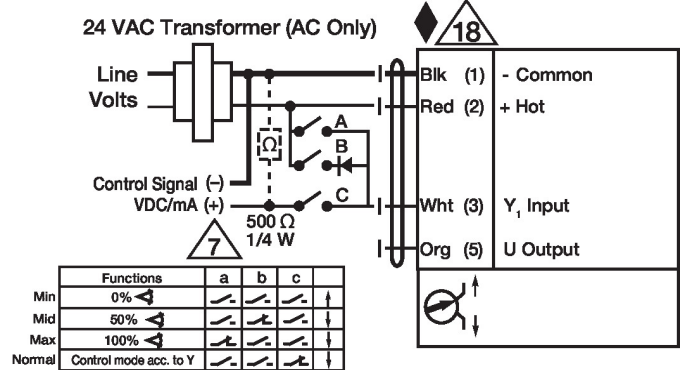 24 VAC Transformer (AC Only)
18
Line
Volts
Blk (1) - Common
Red (2) + Hot
A
Ω
B
Control Signal (–)
VDC/mA (+)
C
500 Ω
1/4 W
Wht (3) Y1 Input
7
Org (5) U Output
Functions a b c
Min 0%
Mid 50%
Max 100%
Normal Control mode acc. to Y